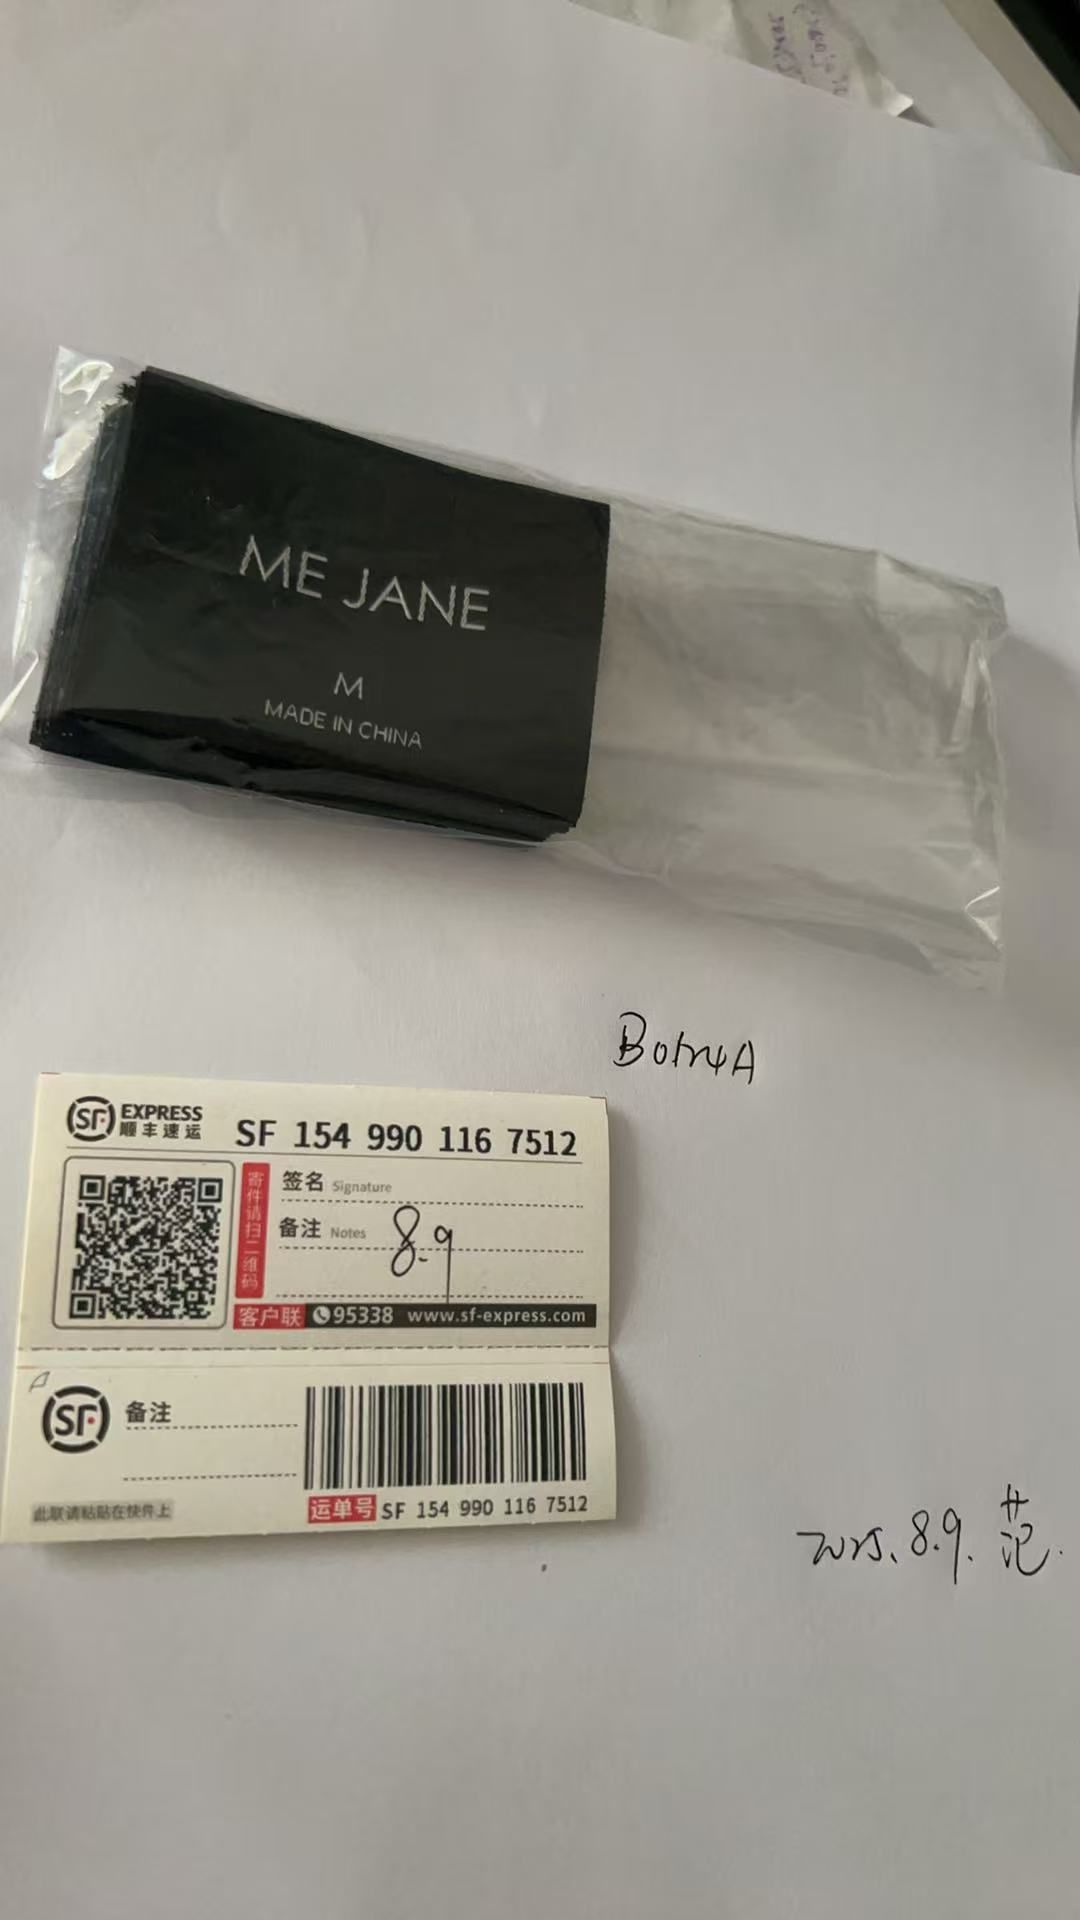 ME JANE
M
MADE IN CHINA
SF EXPRESS
顺丰速运
SF 154 990 116 7512
寄件请扫二维码
签名 Signature
备注 Notes 8.9
客户联 95338 www.sf-express.com
SF 备注
此联请粘贴在快件上
运单号 SF 154 990 116 7512
2025.8.9. 范.